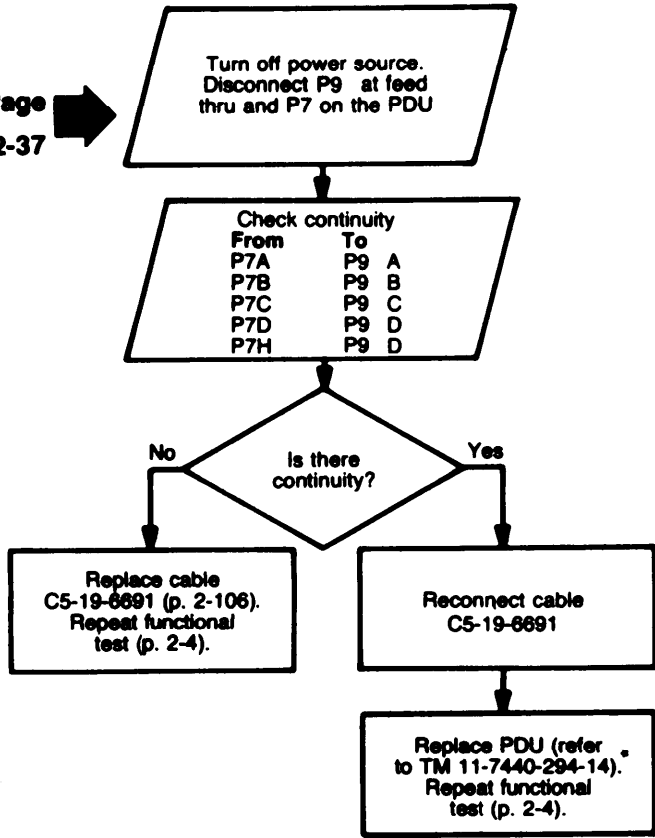 Turn off power source.
Disconnect P9 at feed
thru and P7 on the PDU
2-37
Check continuity
From To
P7A P9 A
P7B P9 B
P7C P9 C
P7D P9 D
P7H P9 D
Is there
continuity?
No
Yes
Replace cable
C5-19-6691 (p. 2-106).
Repeat functional
test (p. 2-4).
Reconnect cable
C5-19-6691
Replace PDU (refer
to TM 11-7440-294-14).*
Repeat functional
test (p. 2-4).